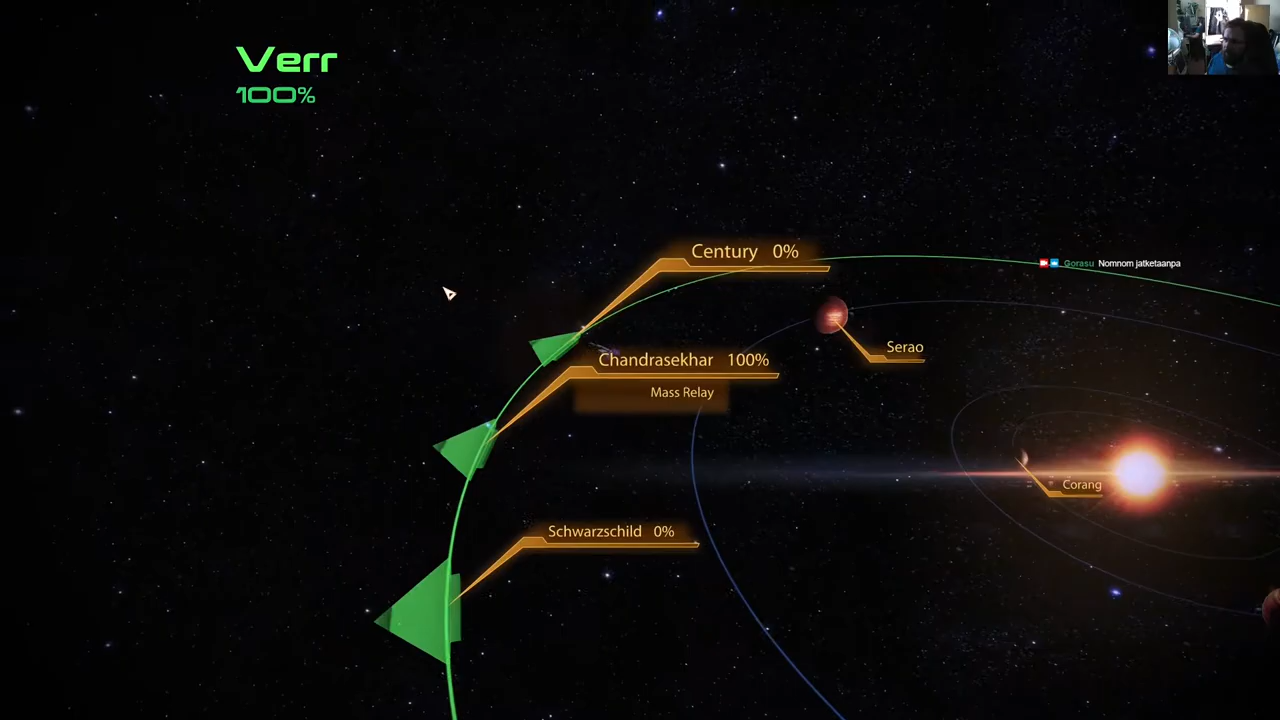 Verr
100%
Century 0%
Gorasu Nomnom jatketaanpa
Serao
Chandrasekhar 100%
Mass Relay
Corang
Schwarzschild 0%